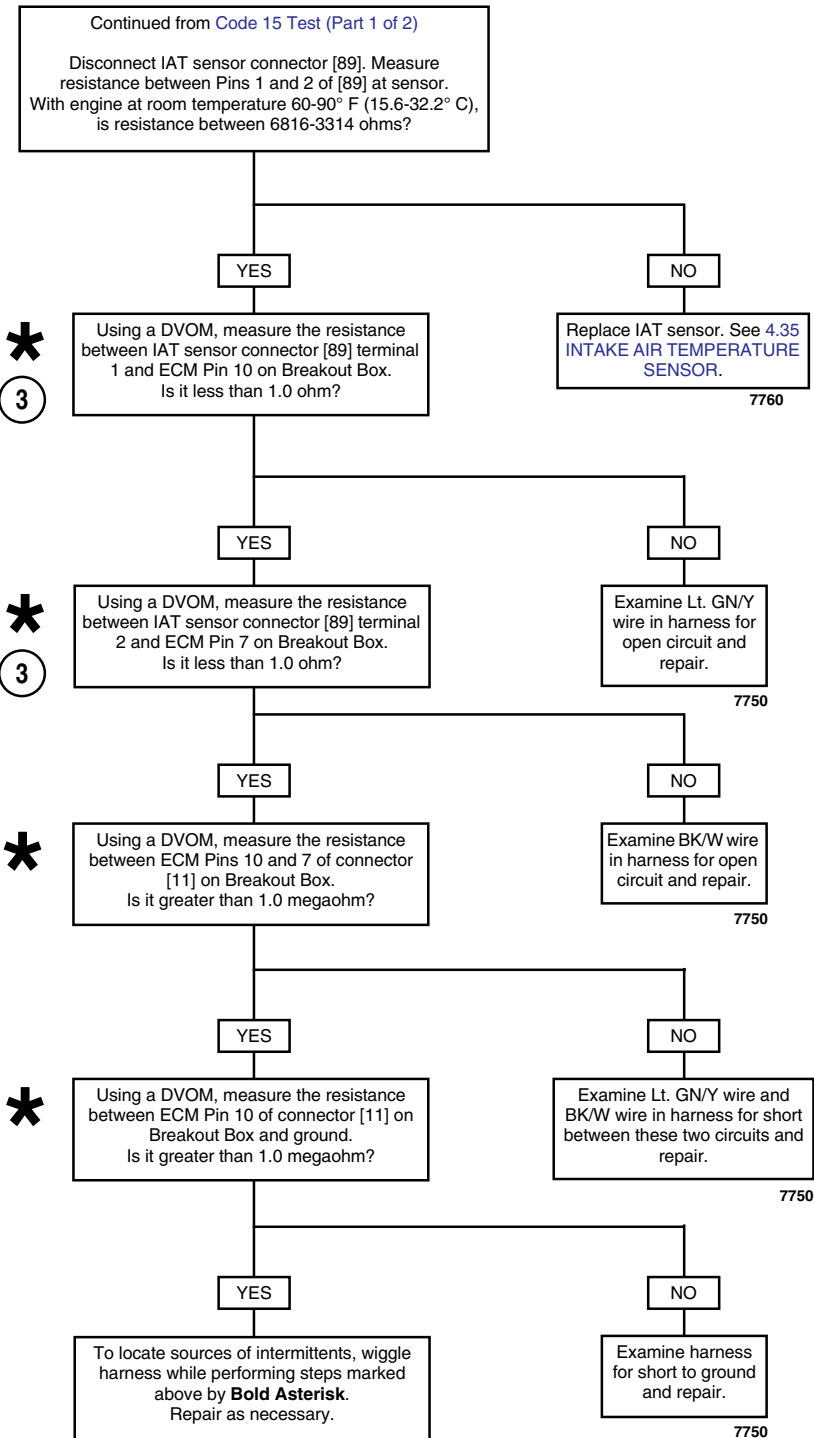 Continued from Code 15 Test (Part 1 of 2)
Disconnect IAT sensor connector [89]. Measure
resistance between Pins 1 and 2 of [89] at sensor.
With engine at room temperature 60-90° F (15.6-32.2° C),
is resistance between 6816-3314 ohms?
YES
NO
*
3
Using a DVOM, measure the resistance
between IAT sensor connector [89] terminal
1 and ECM Pin 10 on Breakout Box.
Is it less than 1.0 ohm?
Replace IAT sensor. See 4.35
INTAKE AIR TEMPERATURE
SENSOR.
7760
YES
NO
*
3
Using a DVOM, measure the resistance
between IAT sensor connector [89] terminal
2 and ECM Pin 7 on Breakout Box.
Is it less than 1.0 ohm?
Examine Lt. GN/Y
wire in harness for
open circuit and
repair.
7750
YES
NO
*
Using a DVOM, measure the resistance
between ECM Pins 10 and 7 of connector
[11] on Breakout Box.
Is it greater than 1.0 megaohm?
Examine BK/W wire
in harness for open
circuit and repair.
7750
YES
NO
*
Using a DVOM, measure the resistance
between ECM Pin 10 of connector [11] on
Breakout Box and ground.
Is it greater than 1.0 megaohm?
Examine Lt. GN/Y wire and
BK/W wire in harness for short
between these two circuits and
repair.
7750
YES
NO
To locate sources of intermittents, wiggle
harness while performing steps marked
above by Bold Asterisk.
Repair as necessary.
Examine harness
for short to ground
and repair.
7750